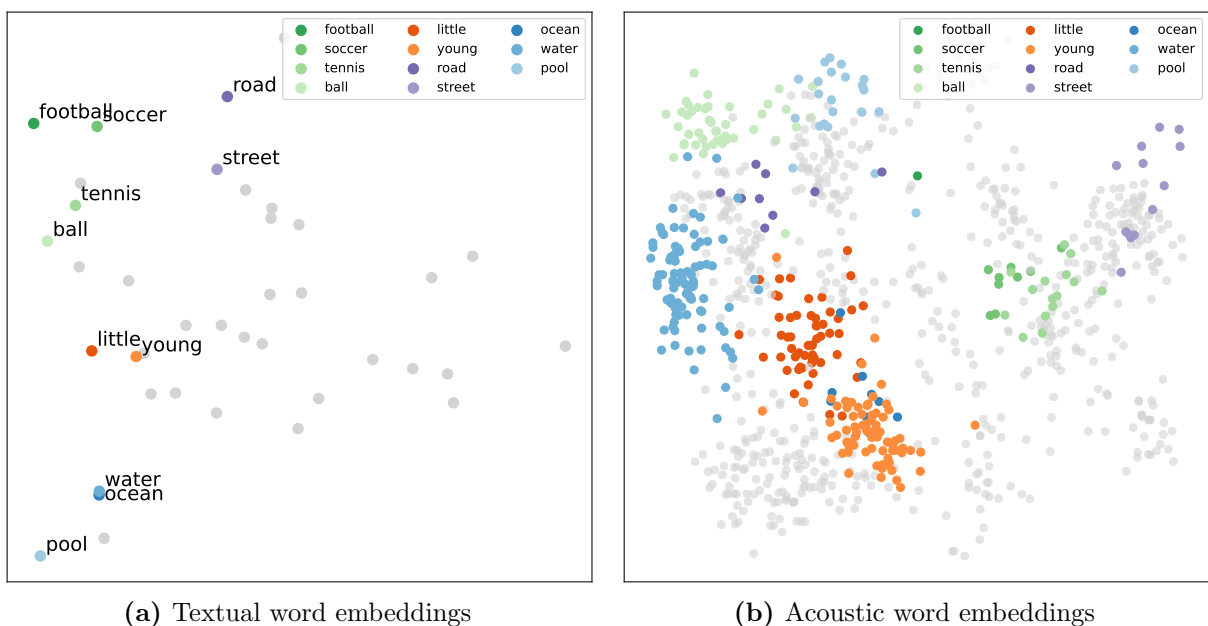 football little ocean
soccer young water
tennis road pool
ball street
road
football
soccer
street
tennis
ball
little
young
water
ocean
pool
(a) Textual word embeddings
football little ocean
soccer young water
tennis road pool
ball street
(b) Acoustic word embeddings